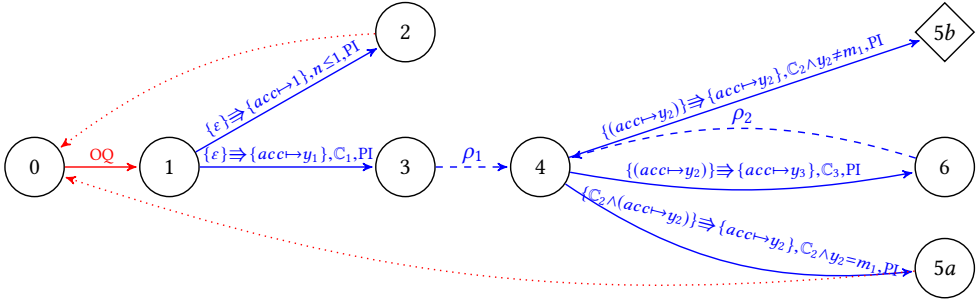 2
5b
{ε}⇛{acc↦1},n≤1,PI
{(acc↦y₂)}⇛{acc↦y₂},ℂ₂∧y₂≠m₁,PI
ρ₂
0
OQ
1
{ε}⇛{acc↦y₁},ℂ₁,PI
3
ρ₁
4
{(acc↦y₂)}⇛{acc↦y₃},ℂ₃,PI
6
{ℂ₂∧(acc↦y₂)}⇛{acc↦y₂},ℂ₂∧y₂=m₁,PI
5a